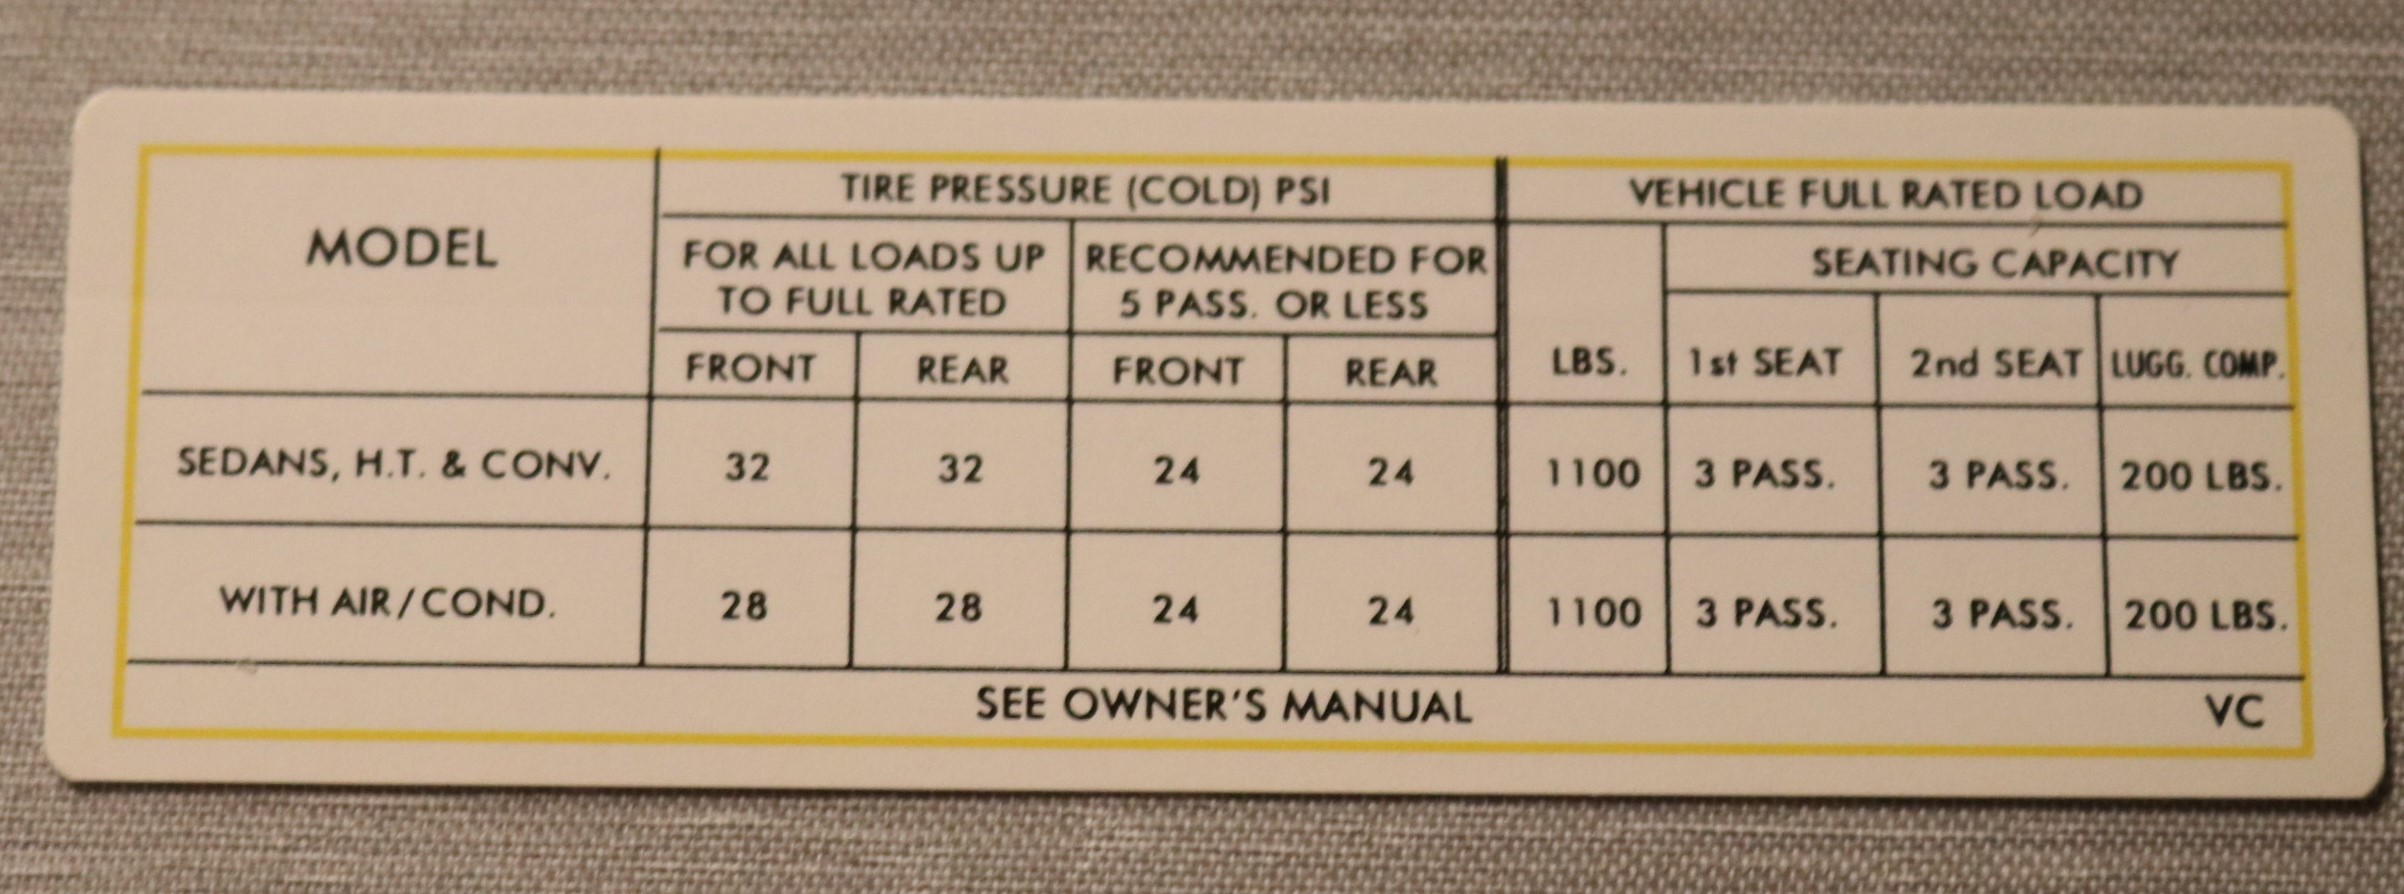 MODEL
TIRE PRESSURE (COLD) PSI
VEHICLE FULL RATED LOAD
FOR ALL LOADS UP
TO FULL RATED
RECOMMENDED FOR
5 PASS. OR LESS
SEATING CAPACITY
FRONT REAR FRONT REAR LBS. 1st SEAT 2nd SEAT LUGG. COMP.
SEDANS, H.T. & CONV. 32 32 24 24 1100 3 PASS. 3 PASS. 200 LBS.
WITH AIR/COND. 28 28 24 24 1100 3 PASS. 3 PASS. 200 LBS.
SEE OWNER'S MANUAL VC